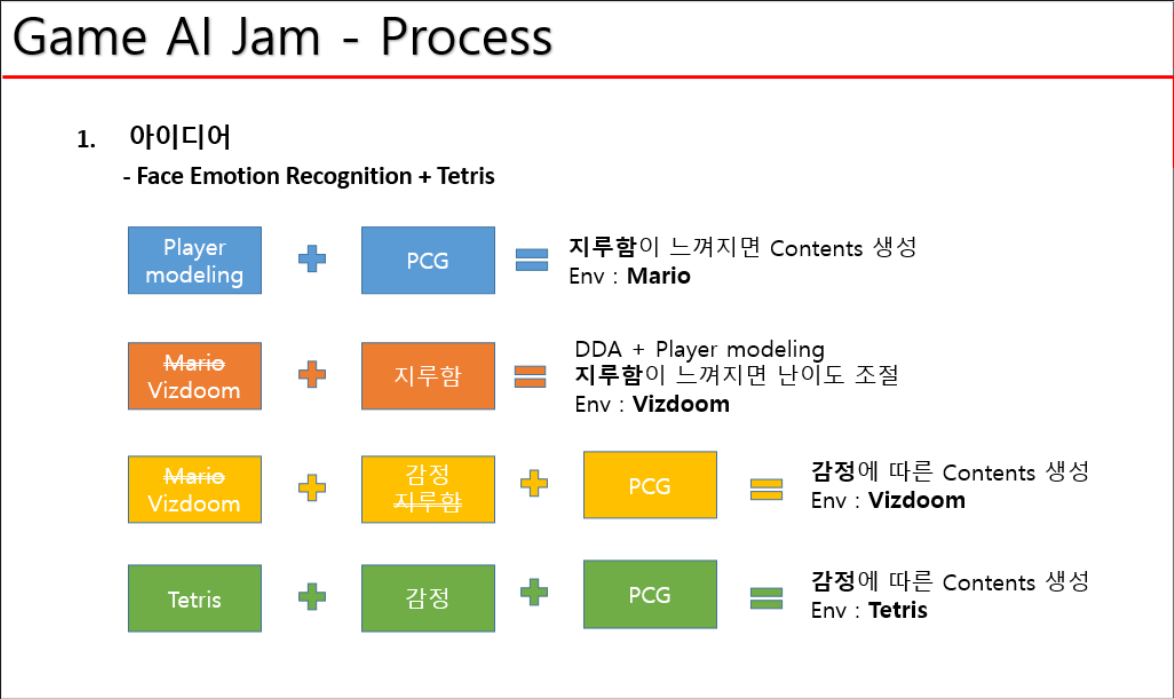 Game AI Jam - Process
1. 아이디어
- Face Emotion Recognition + Tetris
Player
modeling
+
PCG
=
지루함이 느껴지면 Contents 생성
Env : Mario
Mario
Vizdoom
+
지루함
=
DDA + Player modeling
지루함이 느껴지면 난이도 조절
Env : Vizdoom
Mario
Vizdoom
+
감정
지루함
+
PCG
=
감정에 따른 Contents 생성
Env : Vizdoom
Tetris
+
감정
+
PCG
=
감정에 따른 Contents 생성
Env : Tetris